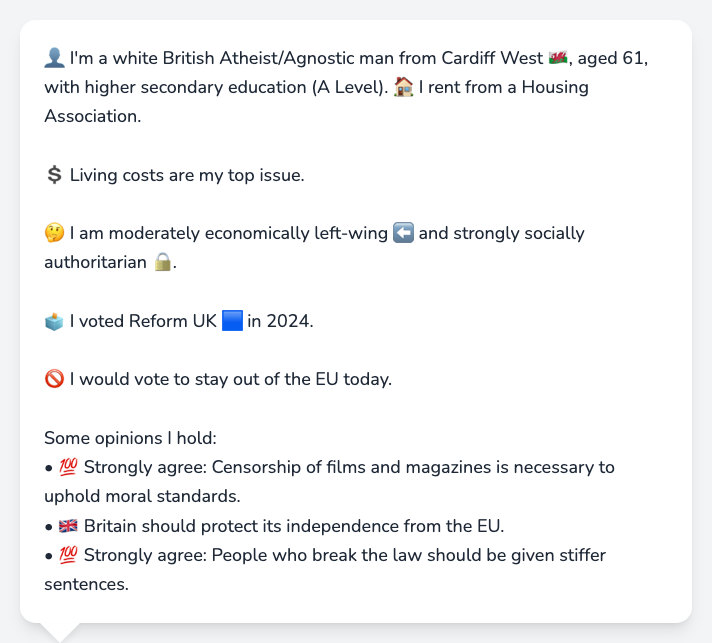 👤 I'm a white British Atheist/Agnostic man from Cardiff West 🏴󠁧󠁢󠁷󠁬󠁳󠁿, aged 61,
with higher secondary education (A Level). 🏠 I rent from a Housing
Association.
💲 Living costs are my top issue.
🤔 I am moderately economically left-wing ⬅️ and strongly socially
authoritarian 🔒.
🗳️ I voted Reform UK 🟦 in 2024.
🚫 I would vote to stay out of the EU today.
Some opinions I hold:
• 💯 Strongly agree: Censorship of films and magazines is necessary to
uphold moral standards.
• 🇬🇧 Britain should protect its independence from the EU.
• 💯 Strongly agree: People who break the law should be given stiffer
sentences.